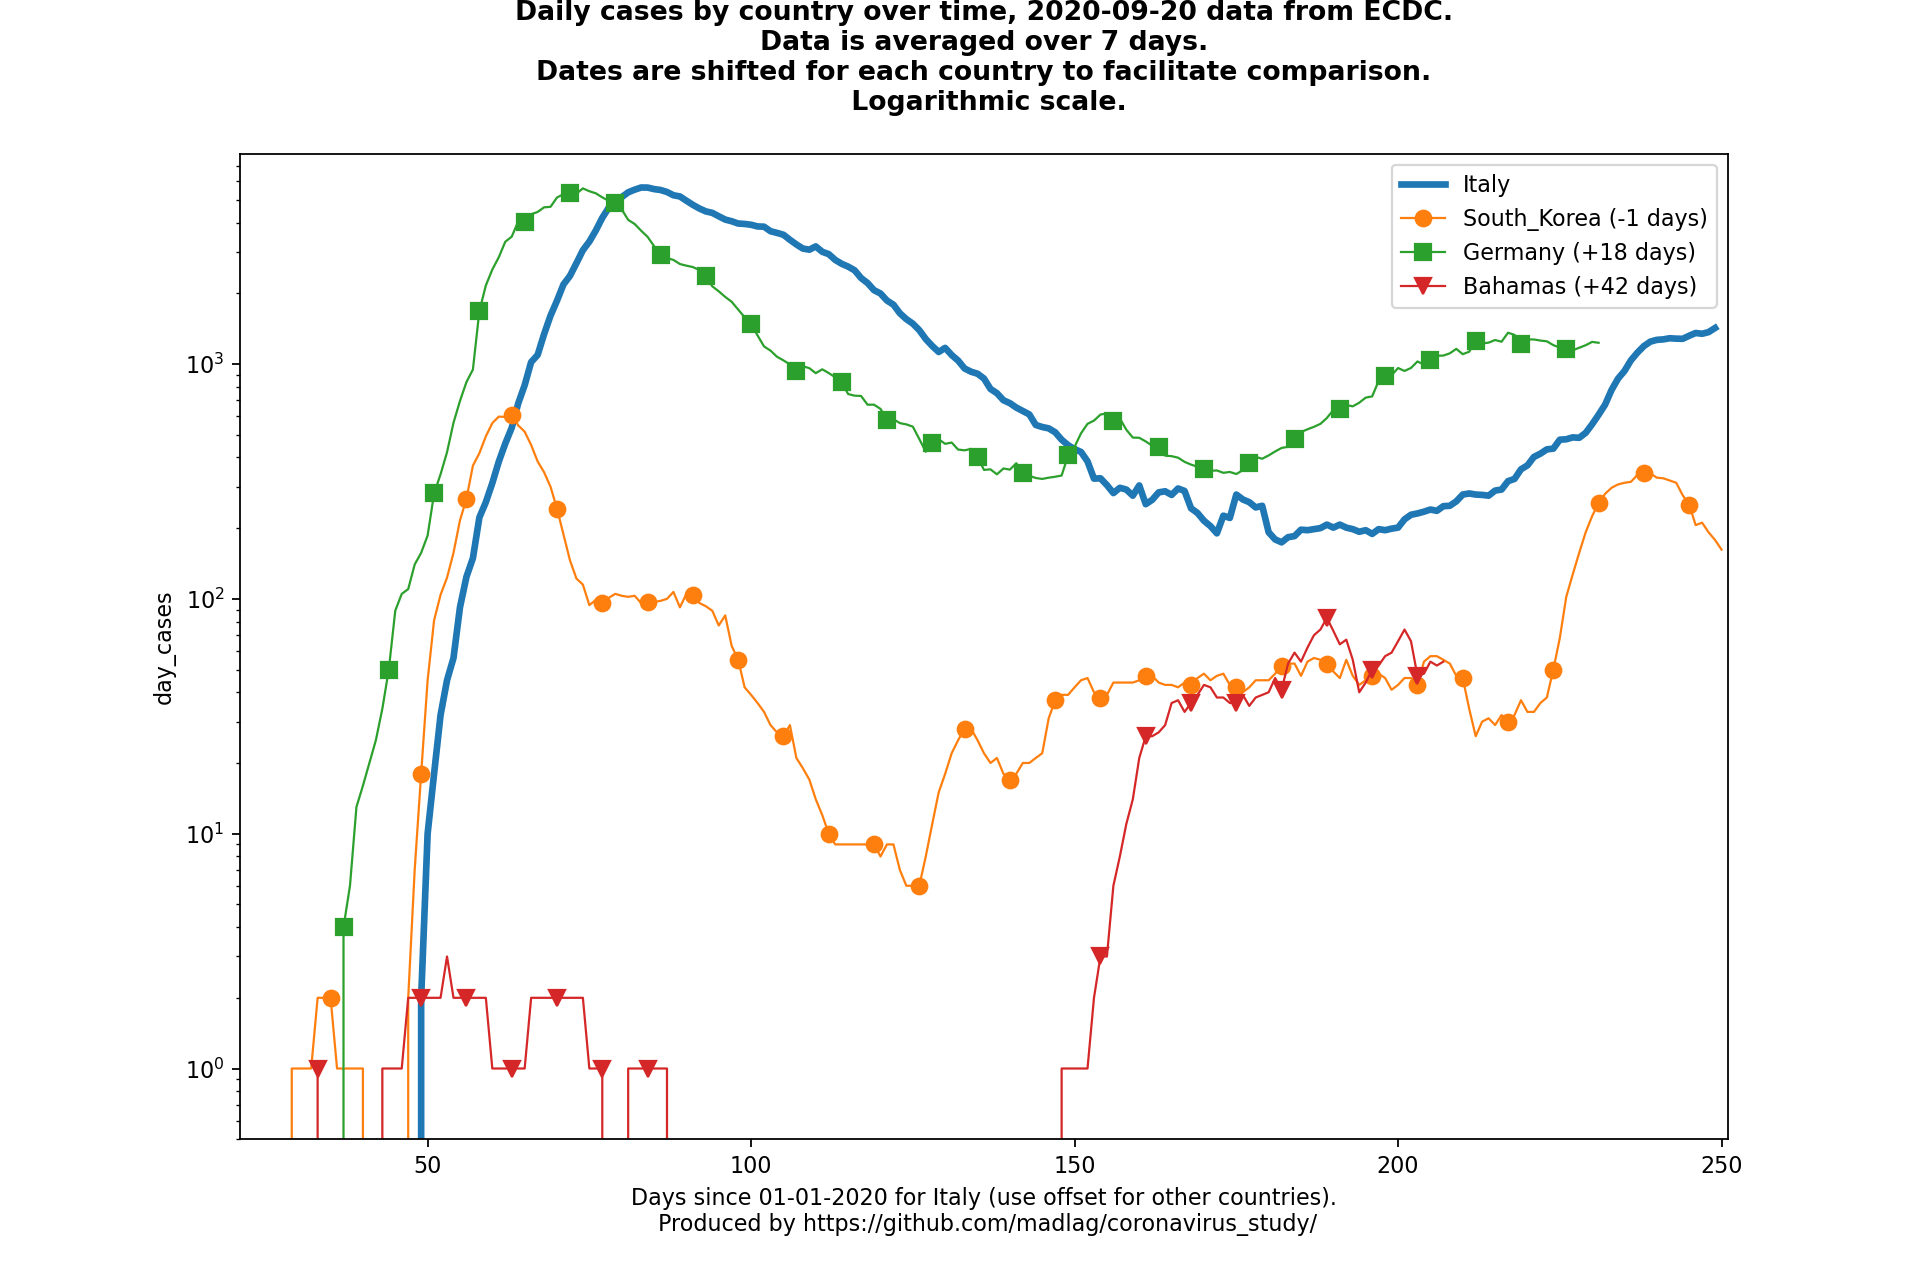 Daily cases by country over time, 2020-09-20 data from ECDC.
Data is averaged over 7 days.
Dates are shifted for each country to facilitate comparison.
Logarithmic scale.
Italy
South_Korea (-1 days)
Germany (+18 days)
Bahamas (+42 days)
day_cases
10³
10²
10¹
10⁰
50 100 150 200 250
Days since 01-01-2020 for Italy (use offset for other countries).
Produced by https://github.com/madlag/coronavirus_study/